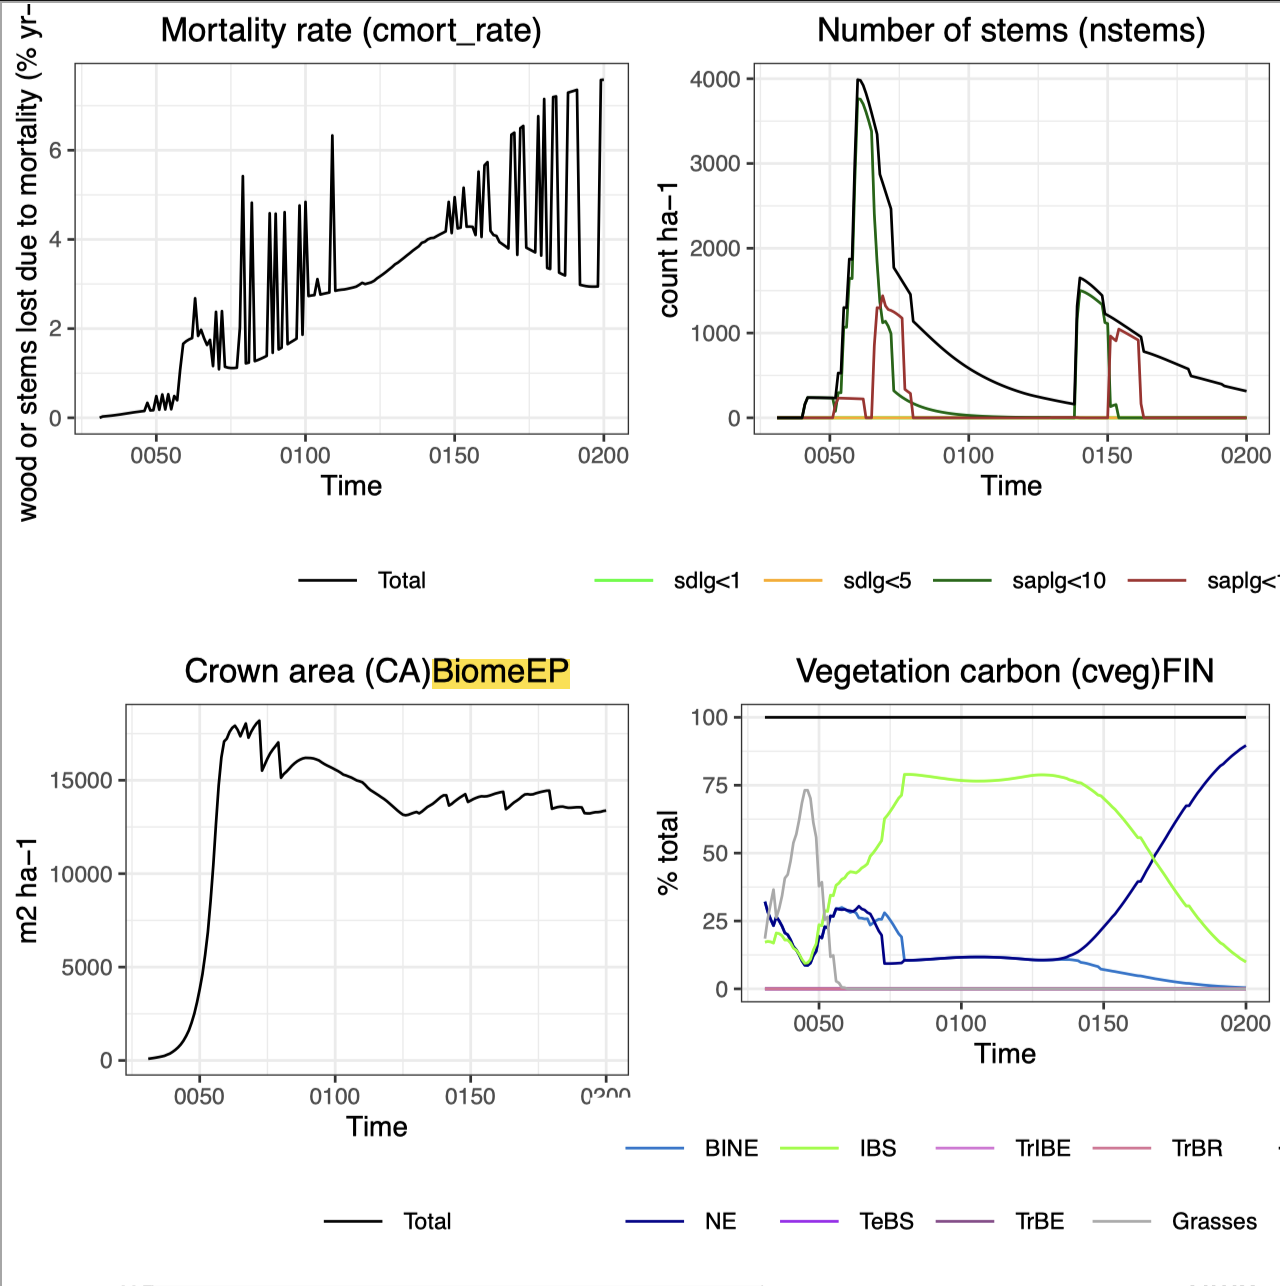 Mortality rate (cmort_rate)
wood or stems lost due to mortality (% yr−
6
4
2
0
0050 0100 0150 0200
Time
Total
Number of stems (nstems)
count ha−1
4000
3000
2000
1000
0
0050 0100 0150 0200
Time
sdlg<1 sdlg<5 saplg<10 saplg<1
Crown area (CA)BiomeEP
m2 ha−1
15000
10000
5000
0
0050 0100 0150 0200
Time
Total
Vegetation carbon (cveg)FIN
% total
100
75
50
25
0
0050 0100 0150 0200
Time
BINE IBS TrIBE TrBR
NE TeBS TrBE Grasses